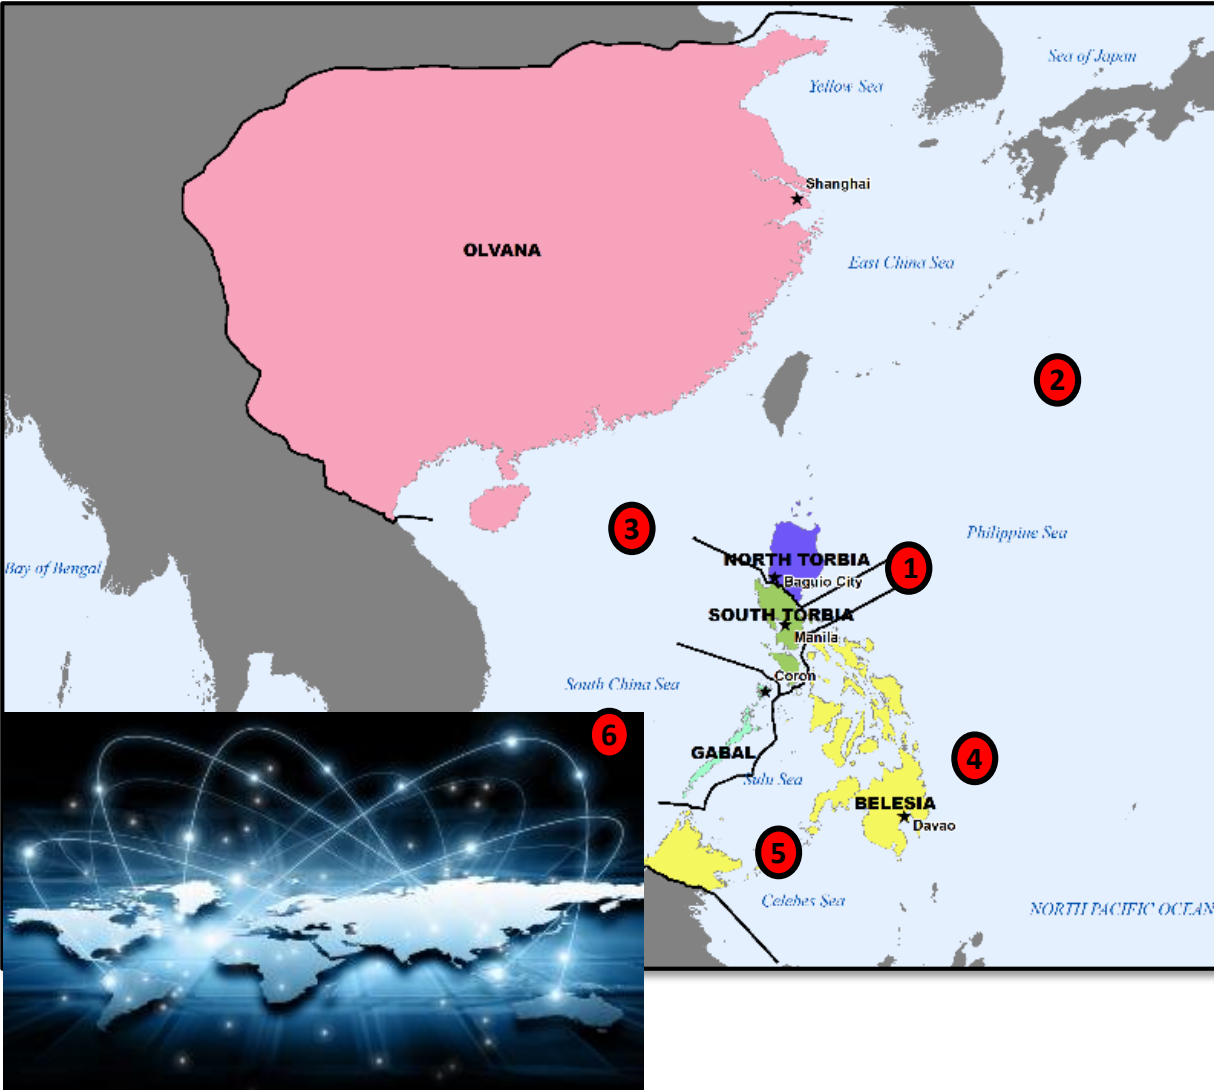 Sea of Japan
Yellow Sea
Shanghai
OLVANA
East China Sea
2
3
Philippine Sea
NORTH TORBIA
1
Bay of Bengal
Baguio City
SOUTH TORBIA
Manila
Coron
South China Sea
6
GABAL
4
Sulu Sea
BELESIA
Davao
5
Celebes Sea
NORTH PACIFIC OCEAN